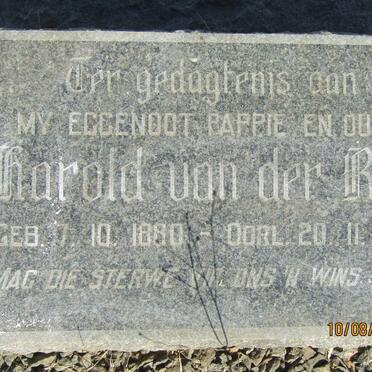 Ter gedagtenis aan
MY EGGENOOT PAPPIE EN OU
Harold van der
GEB. 7. 10. 1880 - OORL. 20. 11.
MAG DIE STERWE VIR ONS 'N WINS
10/08/